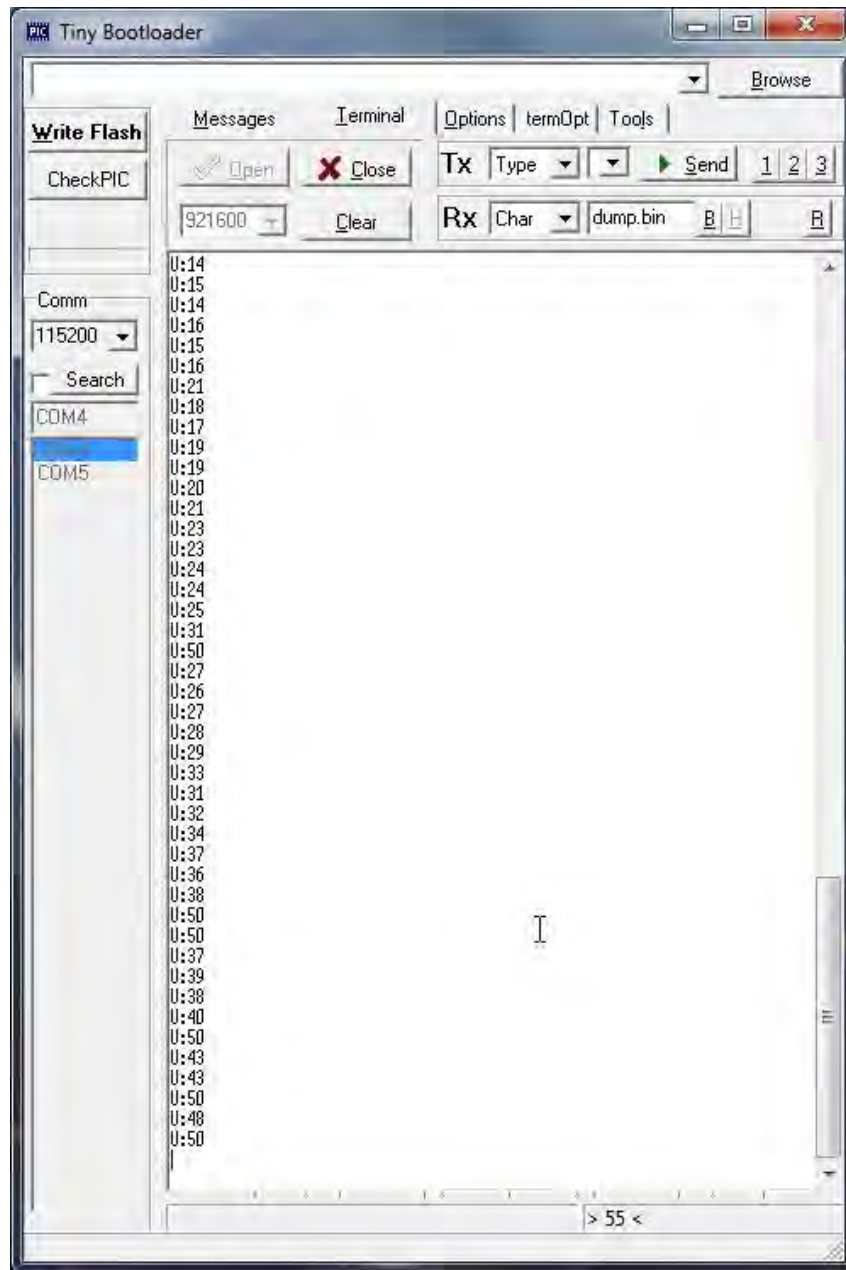 PIC Tiny Bootloader
Browse
Write Flash
CheckPIC
Messages Terminal Options termOpt Tools
Open Close Tx Type Send 1 2 3
921600 Clear Rx Char dump.bin B H R
Comm
115200
Search
COM4
COM5
U:14
U:15
U:14
U:16
U:15
U:16
U:21
U:18
U:17
U:19
U:19
U:20
U:21
U:23
U:23
U:24
U:24
U:25
U:31
U:50
U:27
U:26
U:27
U:28
U:29
U:33
U:31
U:32
U:34
U:37
U:36
U:38
U:50
U:50
U:37
U:39
U:38
U:40
U:50
U:43
U:43
U:50
U:48
U:50
> 55 <